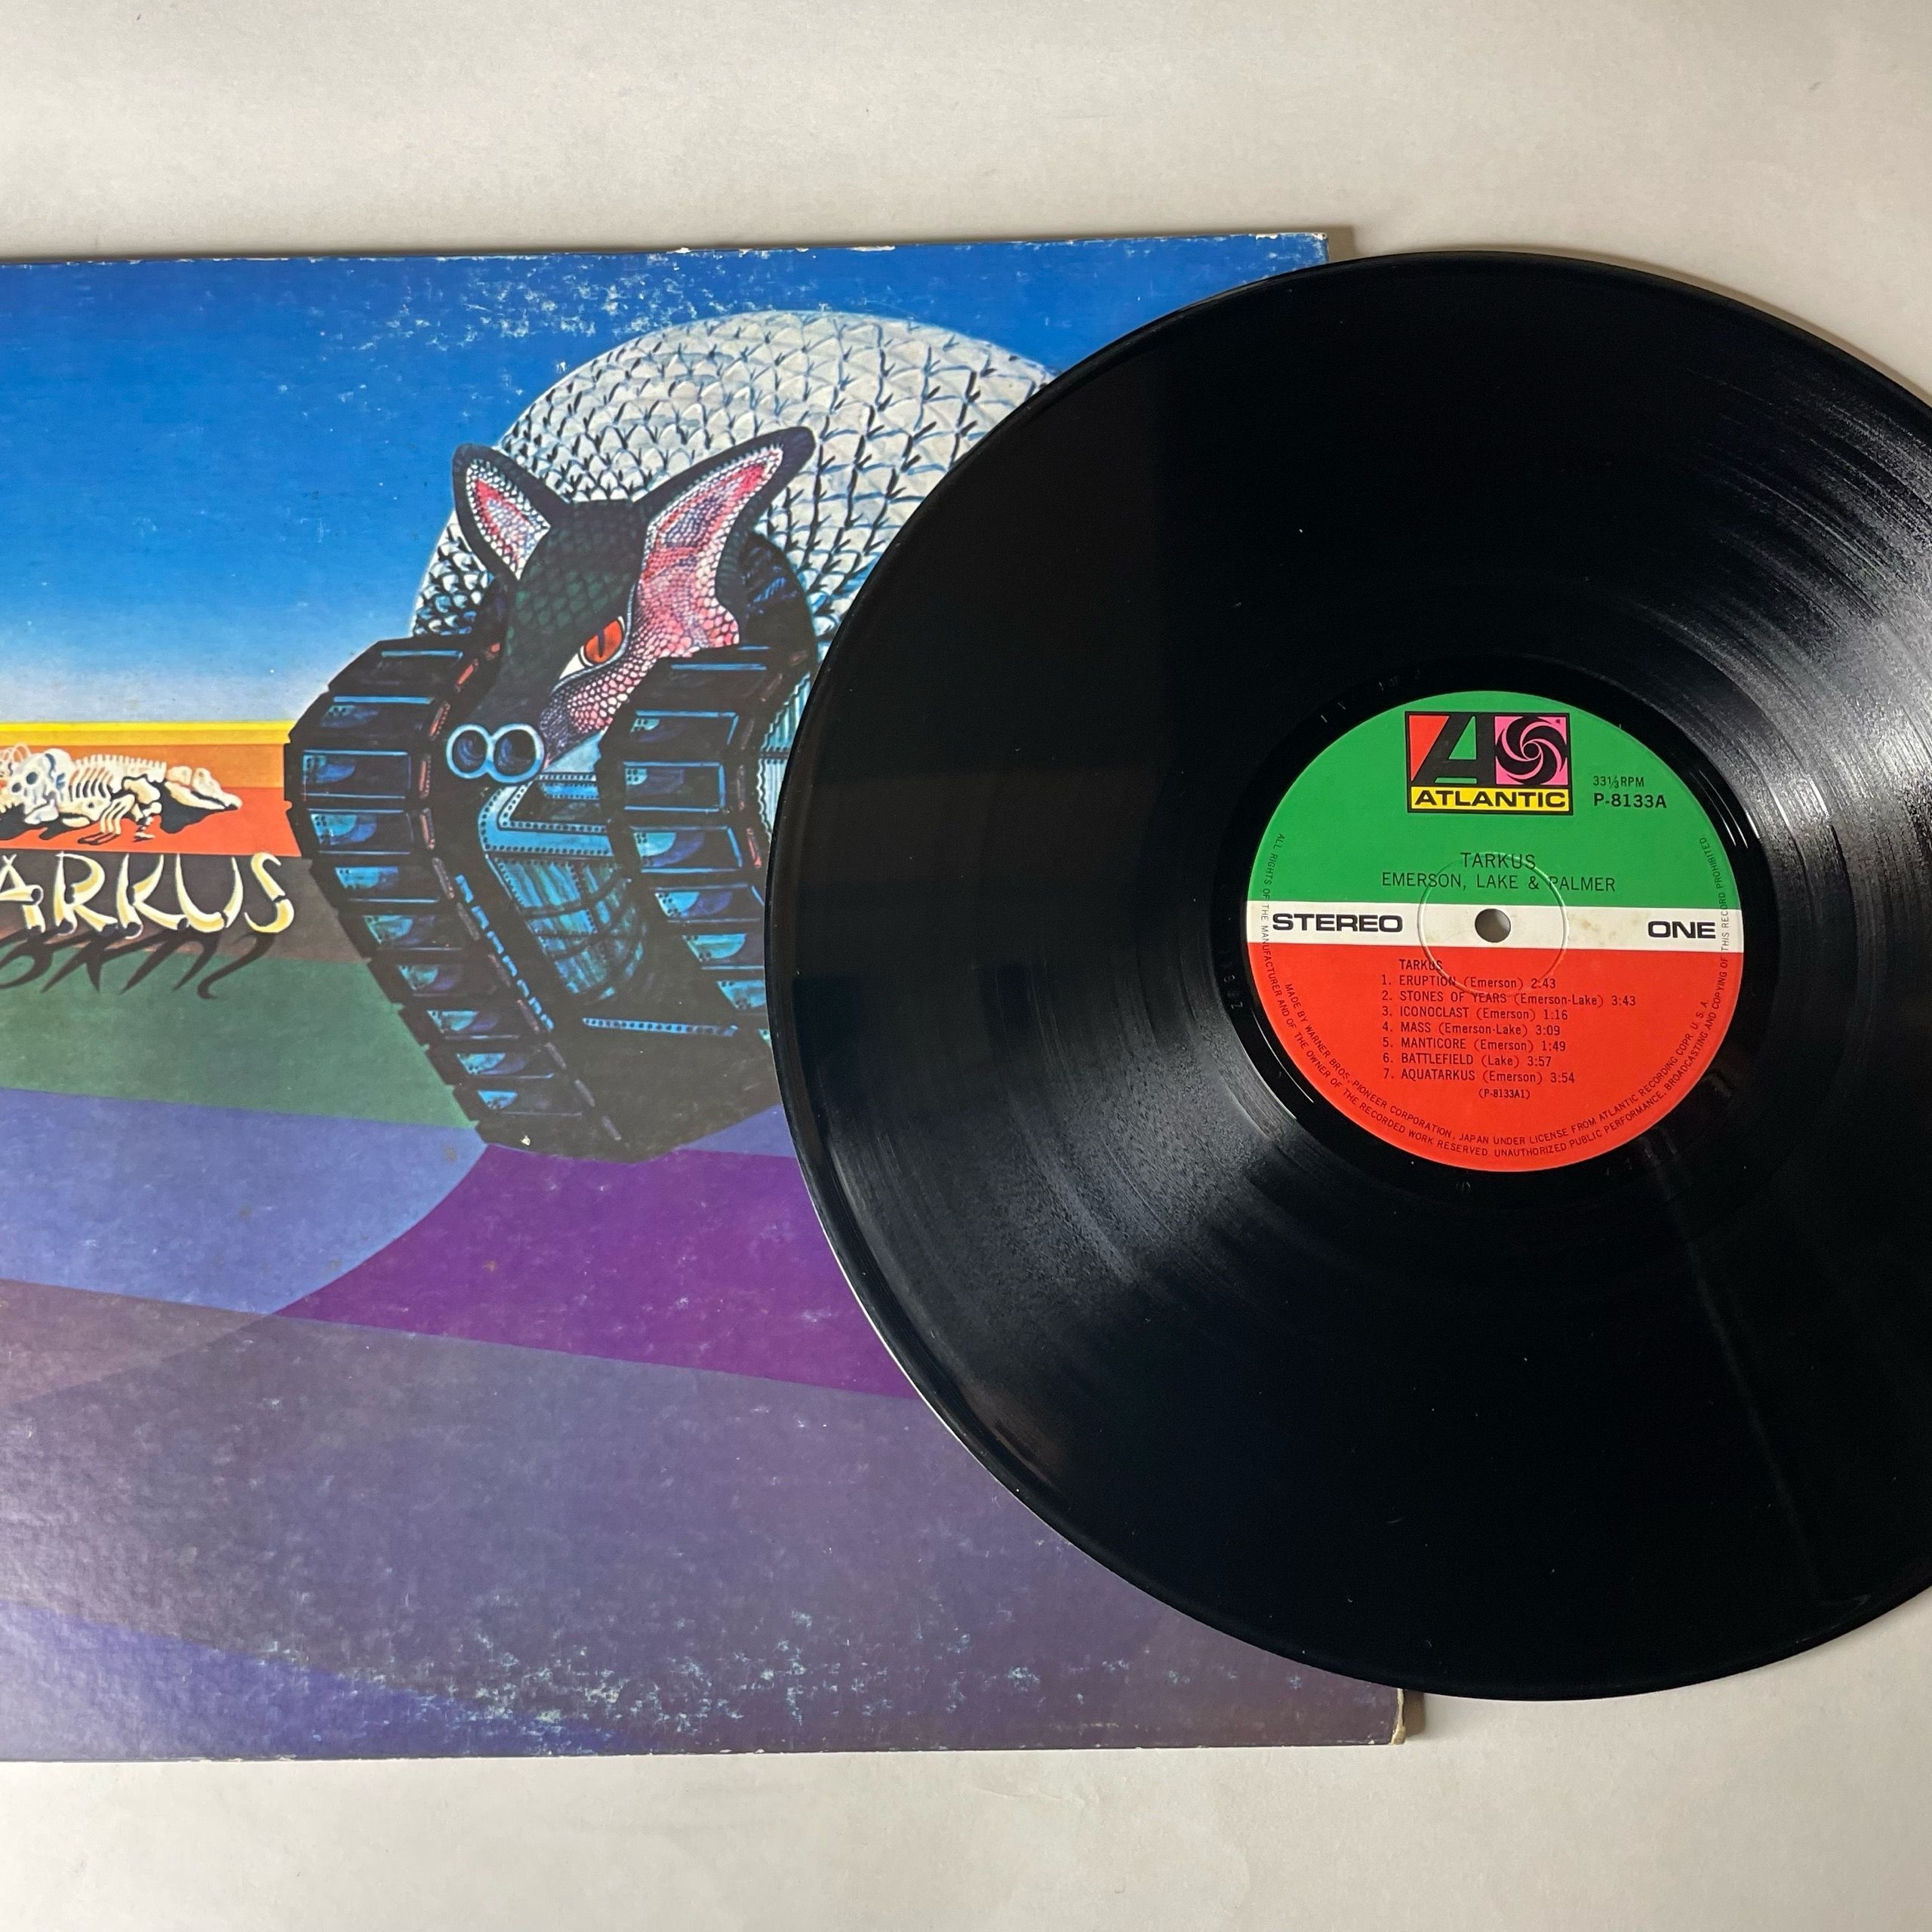 ARKUS
ATLANTIC
33⅓RPM
P-8133A
TARKUS
EMERSON, LAKE & PALMER
STEREO
ONE
TARKUS
1. ERUPTION (Emerson) 2:43
2. STONES OF YEARS (Emerson-Lake) 3:43
3. ICONOCLAST (Emerson) 1:16
4. MASS (Emerson-Lake) 3:09
5. MANTICORE (Emerson) 1:49
6. BATTLEFIELD (Lake) 3:57
7. AQUATARKUS (Emerson) 3:54
(P-8133A1)
MADE BY WARNER BROS. PIONEER CORPORATION, JAPAN UNDER LICENSE FROM ATLANTIC RECORDING COPR. U. S. A.
ALL RIGHTS OF THE MANUFACTURER AND OF THE OWNER OF THE RECORDED WORK RESERVED. UNAUTHORIZED PUBLIC PERFORMANCE, BROADCASTING AND COPYING OF THIS RECORD PROHIBITED